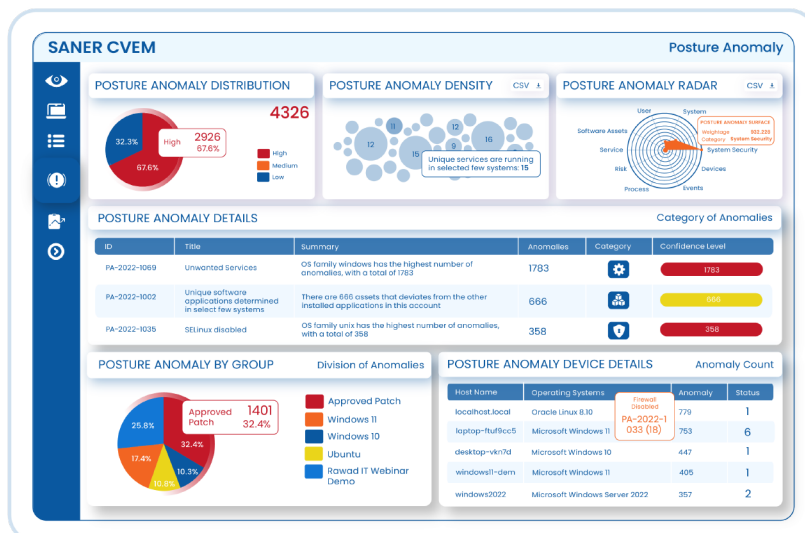 SANER CVEM
Posture Anomaly
POSTURE ANOMALY DISTRIBUTION
4326
32.3%
67.6%
High 2926
67.6%
High
Medium
Low
POSTURE ANOMALY DENSITY
CSV
11
12
12
15
9
16
Unique services are running
in selected few systems: 15
POSTURE ANOMALY RADAR
CSV
User
System
Software Assets
Service
System Security
Risk
Devices
Process
Events
POSTURE ANOMALY SURFACE
Weightage
Category System Security
POSTURE ANOMALY DETAILS
Category of Anomalies
ID Title Summary Anomalies Category Confidence Level
PA-2022-1069 Unwanted Services OS family windows has the highest number of
anomalies, with a total of 1783
1783
1783
PA-2022-1002 Unique software
applications determined
in select few systems
There are 666 assets that deviates from the other
installed applications in this account
666
666
PA-2022-1035 SELinux disabled OS family unix has the highest number of anomalies,
with a total of 358
358
358
POSTURE ANOMALY BY GROUP
Division of Anomalies
25.8%
17.4%
10.8%
10.3%
32.4%
Approved 1401
Patch 32.4%
Approved Patch
Windows 11
Windows 10
Ubuntu
Rawad IT Webinar
Demo
POSTURE ANOMALY DEVICE DETAILS
Anomaly Count
Host Name Operating Systems Anomaly Status
localhost.local Oracle Linux 8.10 779 1
laptop-ftuf9cc5 Microsoft Windows 11 753 6
desktop-vkn7d Microsoft Windows 10 447 1
windows11-dem Microsoft Windows 11 405 1
windows2022 Microsoft Windows Server 2022 357 2
Firewall
Disabled
PA-2022-1
033 (18)